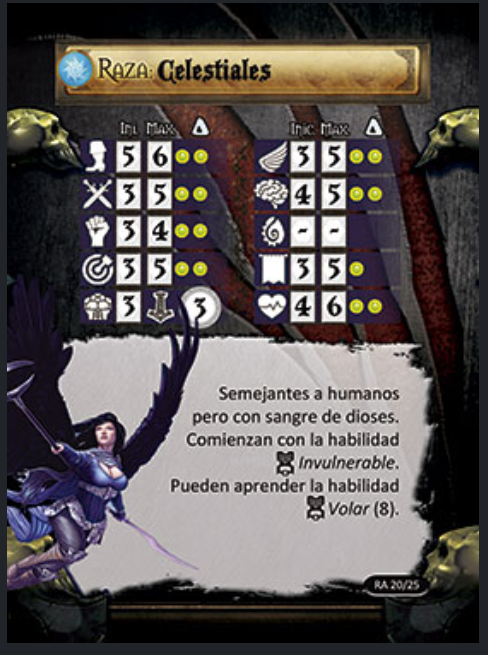 Raza: Celestiales
Ini. Max Inic. Max
5 6 3 5
3 5 4 5
3 4 - -
3 5 3 5
3 3 4 6
Semejantes a humanos
pero con sangre de dioses.
Comienzan con la habilidad
Invulnerable.
Pueden aprender la habilidad
Volar (8).
RA 20/25